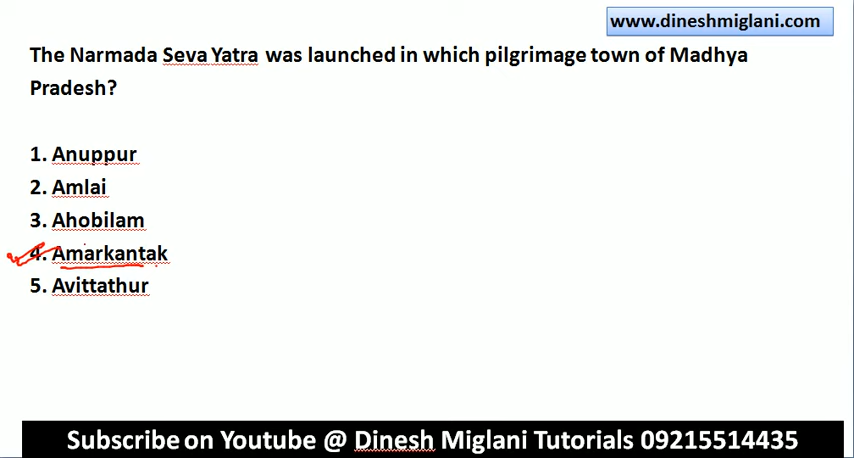 www.dineshmiglani.com
The Narmada Seva Yatra was launched in which pilgrimage town of Madhya
Pradesh?
1. Anuppur
2. Amlai
3. Ahobilam
4. Amarkantak
5. Avittathur
Subscribe on Youtube @ Dinesh Miglani Tutorials 09215514435